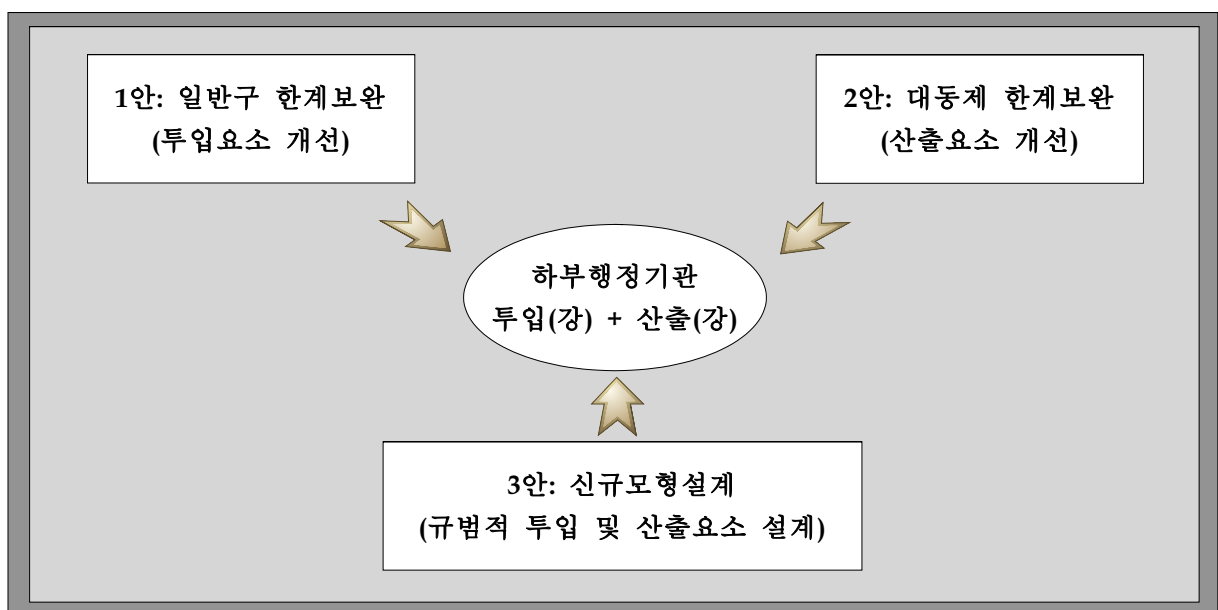 1안: 일반구 한계보완
(투입요소 개선)
2안: 대동제 한계보완
(산출요소 개선)
하부행정기관
투입(강) + 산출(강)
3안: 신규모형설계
(규범적 투입 및 산출요소 설계)